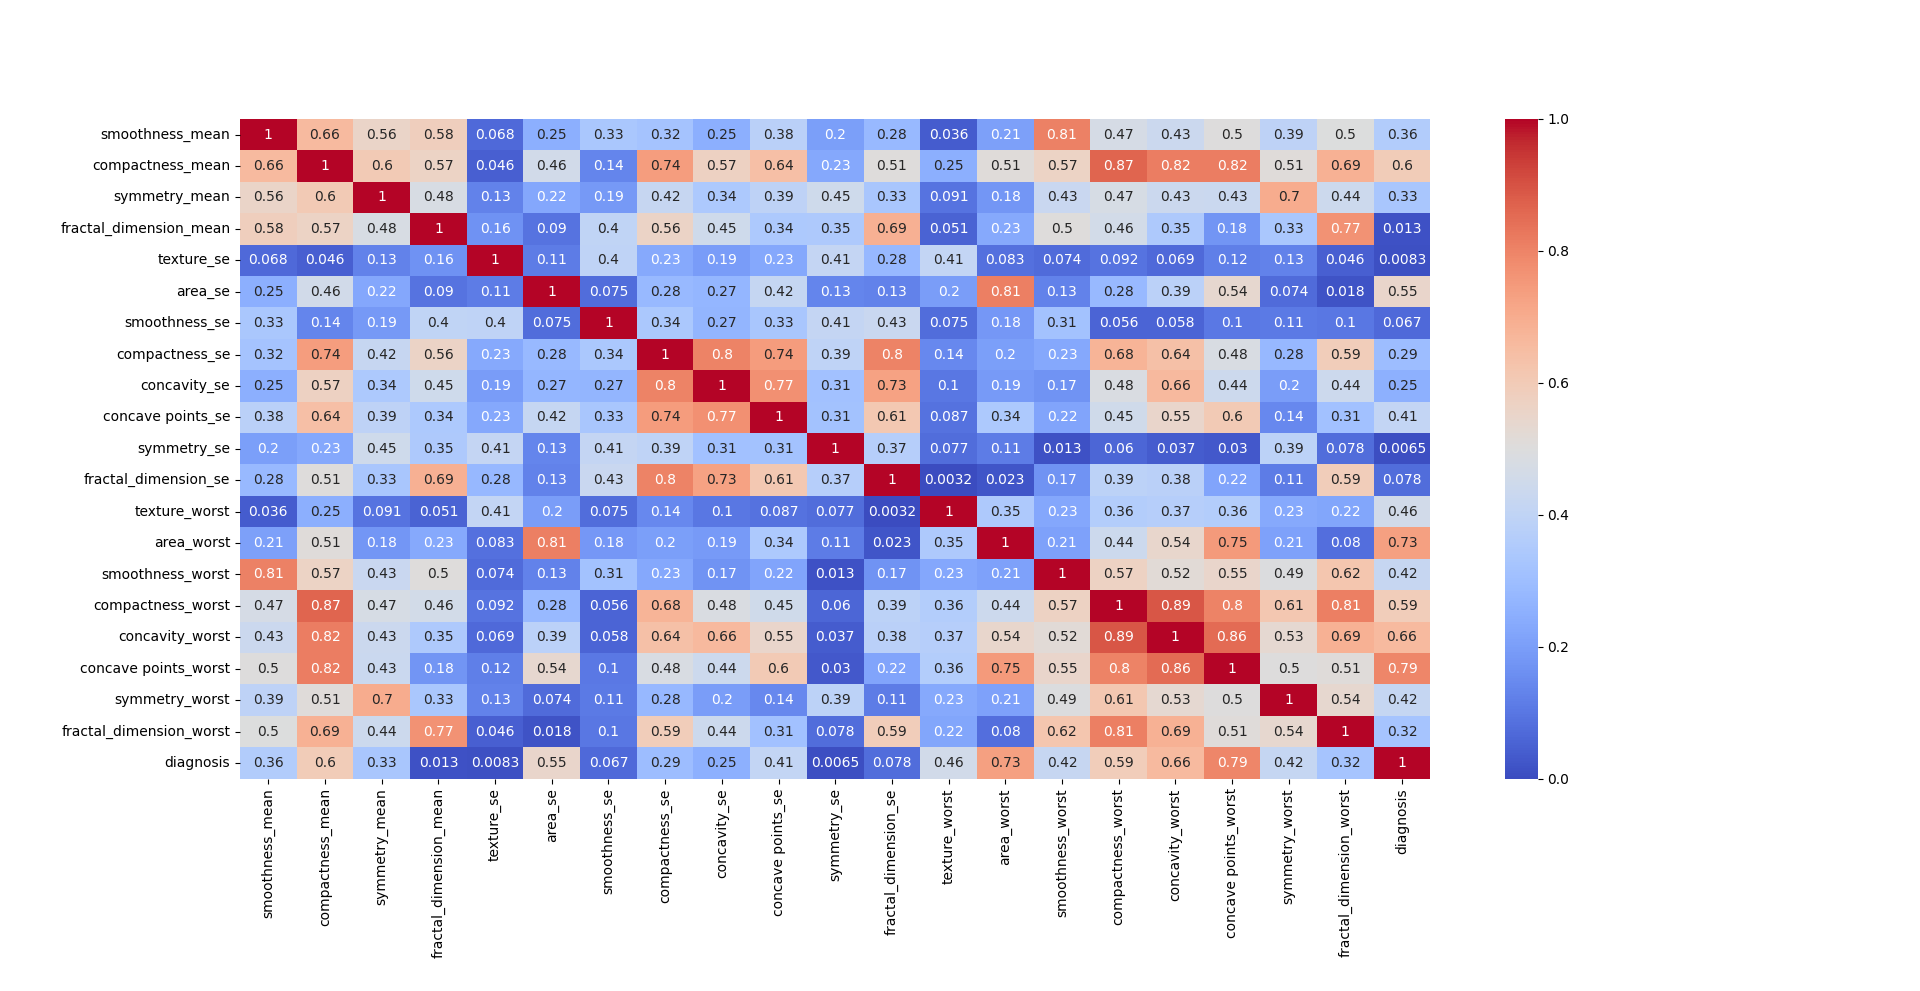 smoothness_mean 1 0.66 0.56 0.58 0.068 0.25 0.33 0.32 0.25 0.38 0.2 0.28 0.036 0.21 0.81 0.47 0.43 0.5 0.39 0.5 0.36
compactness_mean 0.66 1 0.6 0.57 0.046 0.46 0.14 0.74 0.57 0.64 0.23 0.51 0.25 0.51 0.57 0.87 0.82 0.82 0.51 0.69 0.6
symmetry_mean 0.56 0.6 1 0.48 0.13 0.22 0.19 0.42 0.34 0.39 0.45 0.33 0.091 0.18 0.43 0.47 0.43 0.43 0.7 0.44 0.33
fractal_dimension_mean 0.58 0.57 0.48 1 0.16 0.09 0.4 0.56 0.45 0.34 0.35 0.69 0.051 0.23 0.5 0.46 0.35 0.18 0.33 0.77 0.013
texture_se 0.068 0.046 0.13 0.16 1 0.11 0.4 0.23 0.19 0.23 0.41 0.28 0.41 0.083 0.074 0.092 0.069 0.12 0.13 0.046 0.0083
area_se 0.25 0.46 0.22 0.09 0.11 1 0.075 0.28 0.27 0.42 0.13 0.13 0.2 0.81 0.13 0.28 0.39 0.54 0.074 0.018 0.55
smoothness_se 0.33 0.14 0.19 0.4 0.4 0.075 1 0.34 0.27 0.33 0.41 0.43 0.075 0.18 0.31 0.056 0.058 0.1 0.11 0.1 0.067
compactness_se 0.32 0.74 0.42 0.56 0.23 0.28 0.34 1 0.8 0.74 0.39 0.8 0.14 0.2 0.23 0.68 0.64 0.48 0.28 0.59 0.29
concavity_se 0.25 0.57 0.34 0.45 0.19 0.27 0.27 0.8 1 0.77 0.31 0.73 0.1 0.19 0.17 0.48 0.66 0.44 0.2 0.44 0.25
concave points_se 0.38 0.64 0.39 0.34 0.23 0.42 0.33 0.74 0.77 1 0.31 0.61 0.087 0.34 0.22 0.45 0.55 0.6 0.14 0.31 0.41
symmetry_se 0.2 0.23 0.45 0.35 0.41 0.13 0.41 0.39 0.31 0.31 1 0.37 0.077 0.11 0.013 0.06 0.037 0.03 0.39 0.078 0.0065
fractal_dimension_se 0.28 0.51 0.33 0.69 0.28 0.13 0.43 0.8 0.73 0.61 0.37 1 0.0032 0.023 0.17 0.39 0.38 0.22 0.11 0.59 0.078
texture_worst 0.036 0.25 0.091 0.051 0.41 0.2 0.075 0.14 0.1 0.087 0.077 0.0032 1 0.35 0.23 0.36 0.37 0.36 0.23 0.22 0.46
area_worst 0.21 0.51 0.18 0.23 0.083 0.81 0.18 0.2 0.19 0.34 0.11 0.023 0.35 1 0.21 0.44 0.54 0.75 0.21 0.08 0.73
smoothness_worst 0.81 0.57 0.43 0.5 0.074 0.13 0.31 0.23 0.17 0.22 0.013 0.17 0.23 0.21 1 0.57 0.52 0.55 0.49 0.62 0.42
compactness_worst 0.47 0.87 0.47 0.46 0.092 0.28 0.056 0.68 0.48 0.45 0.06 0.39 0.36 0.44 0.57 1 0.89 0.8 0.61 0.81 0.59
concavity_worst 0.43 0.82 0.43 0.35 0.069 0.39 0.058 0.64 0.66 0.55 0.037 0.38 0.37 0.54 0.52 0.89 1 0.86 0.53 0.69 0.66
concave points_worst 0.5 0.82 0.43 0.18 0.12 0.54 0.1 0.48 0.44 0.6 0.03 0.22 0.36 0.75 0.55 0.8 0.86 1 0.5 0.51 0.79
symmetry_worst 0.39 0.51 0.7 0.33 0.13 0.074 0.11 0.28 0.2 0.14 0.39 0.11 0.23 0.21 0.49 0.61 0.53 0.5 1 0.54 0.42
fractal_dimension_worst 0.5 0.69 0.44 0.77 0.046 0.018 0.1 0.59 0.44 0.31 0.078 0.59 0.22 0.08 0.62 0.81 0.69 0.51 0.54 1 0.32
diagnosis 0.36 0.6 0.33 0.013 0.0083 0.55 0.067 0.29 0.25 0.41 0.0065 0.078 0.46 0.73 0.42 0.59 0.66 0.79 0.42 0.32 1
smoothness_mean
compactness_mean
symmetry_mean
fractal_dimension_mean
texture_se
area_se
smoothness_se
compactness_se
concavity_se
concave points_se
symmetry_se
fractal_dimension_se
texture_worst
area_worst
smoothness_worst
compactness_worst
concavity_worst
concave points_worst
symmetry_worst
fractal_dimension_worst
diagnosis
1.0
0.8
0.6
0.4
0.2
0.0